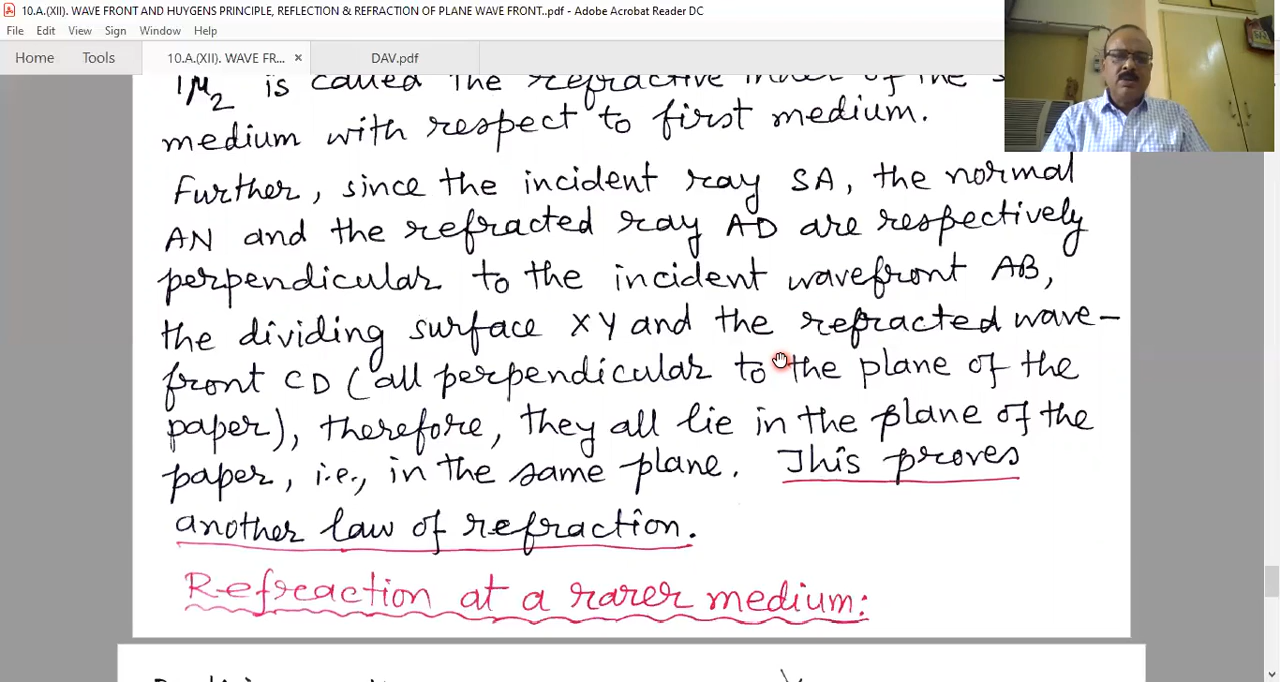 10.A.(XII). WAVE FRONT AND HUYGENS PRINCIPLE, REFLECTION & REFRACTION OF PLANE WAVE FRONT..pdf - Adobe Acrobat Reader DC
File Edit View Sign Window Help
Home Tools 10.A.(XII). WAVE FR... × DAV.pdf
1μ2 is called the refractive index of the s
medium with respect to first medium.
Further, since the incident ray SA, the normal
AN and the refracted ray AD are respectively
perpendicular to the incident wavefront AB,
the dividing surface XY and the refracted wave-
front CD (all perpendicular to the plane of the
paper), therefore, they all lie in the plane of the
paper, i.e., in the same plane. This proves
another law of refraction.
Refraction at a rarer medium: